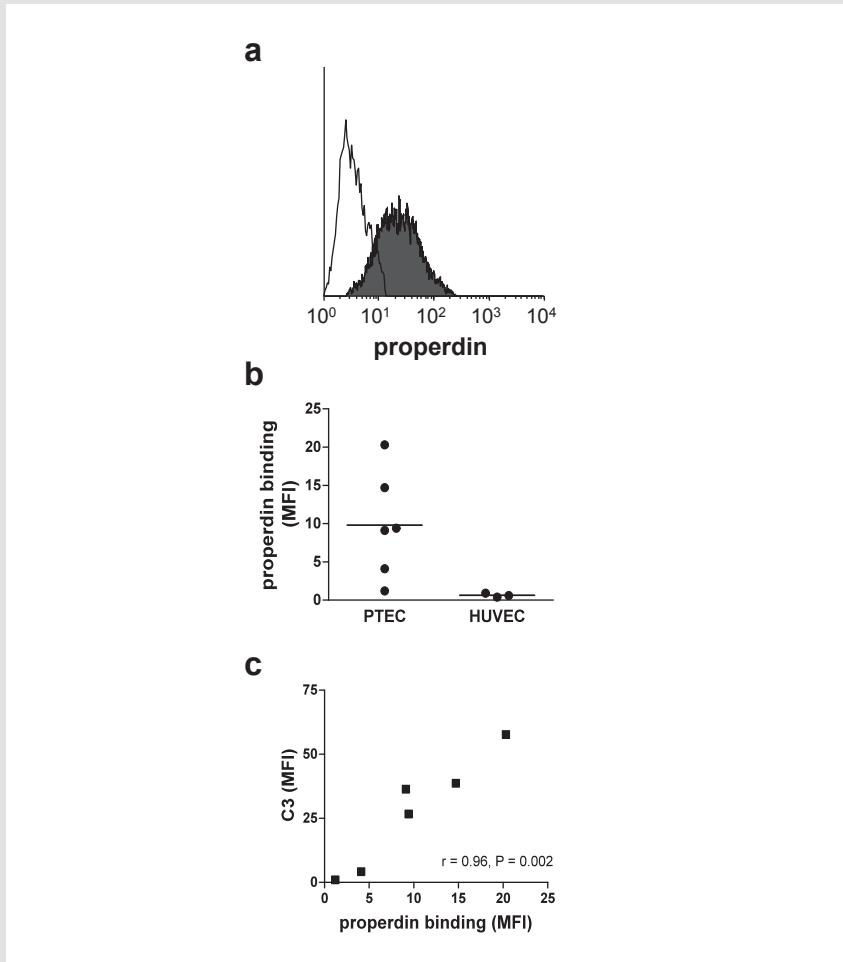 a
10⁰ 10¹ 10² 10³ 10⁴
properdin
b
properdin binding
(MFI)
25
20
15
10
5
0
PTEC HUVEC
c
C3 (MFI)
75
50
25
0
r = 0.96, P = 0.002
0 5 10 15 20 25
properdin binding (MFI)